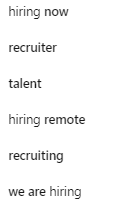 hiring now
recruiter
talent
hiring remote
recruiting
we are hiring